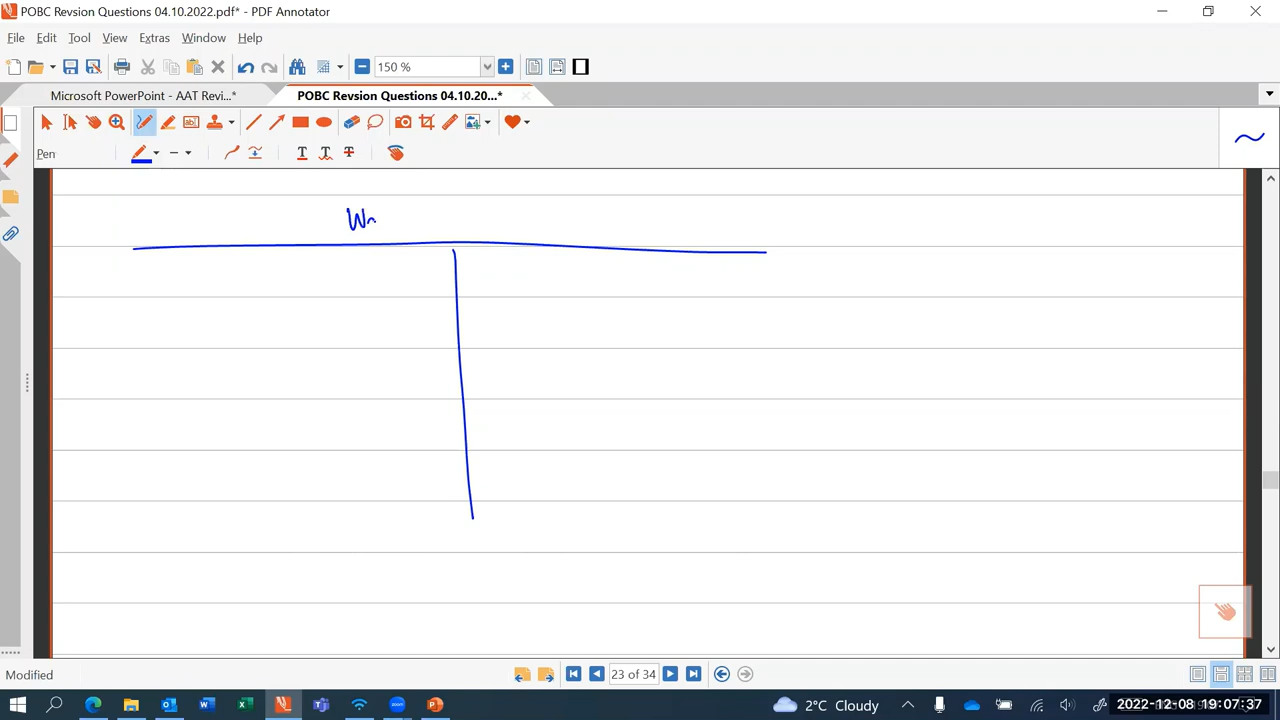 POBC Revsion Questions 04.10.2022.pdf* - PDF Annotator
File Edit Tool View Extras Window Help
150 %
Microsoft PowerPoint - AAT Revi...*
POBC Revsion Questions 04.10.20...*
Pen
T T T
Modified
23 of 34
2°C Cloudy
2022-12-08 19:07:37